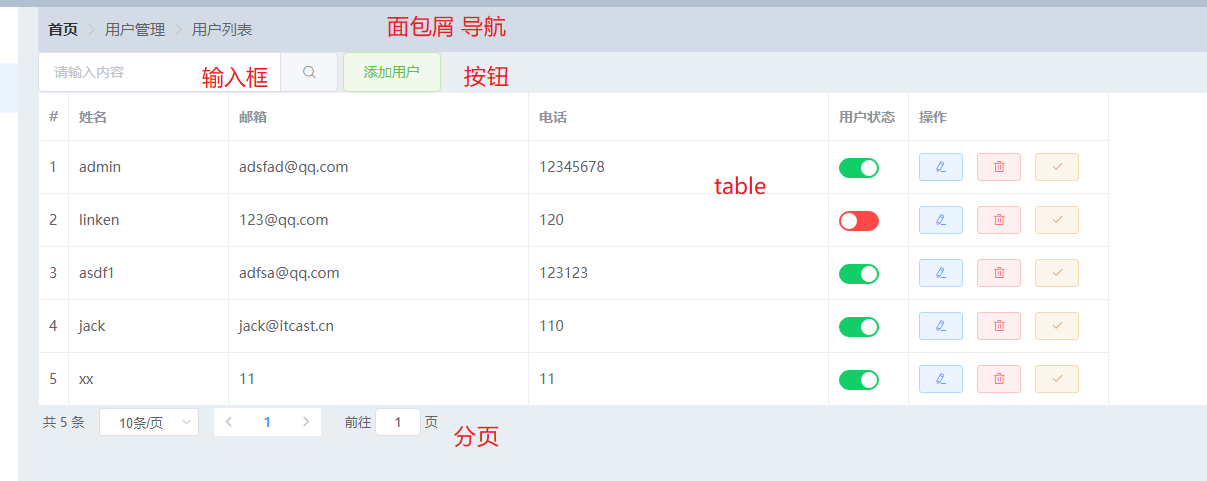 首页 用户管理 用户列表 面包屑 导航
请输入内容 输入框 添加用户 按钮
# 姓名 邮箱 电话 用户状态 操作
1 admin adsfad@qq.com 12345678
table
2 linken 123@qq.com 120
3 asdf1 adfsa@qq.com 123123
4 jack jack@itcast.cn 110
5 xx 11 11
共 5 条 10条/页 1 前往 1 页
分页